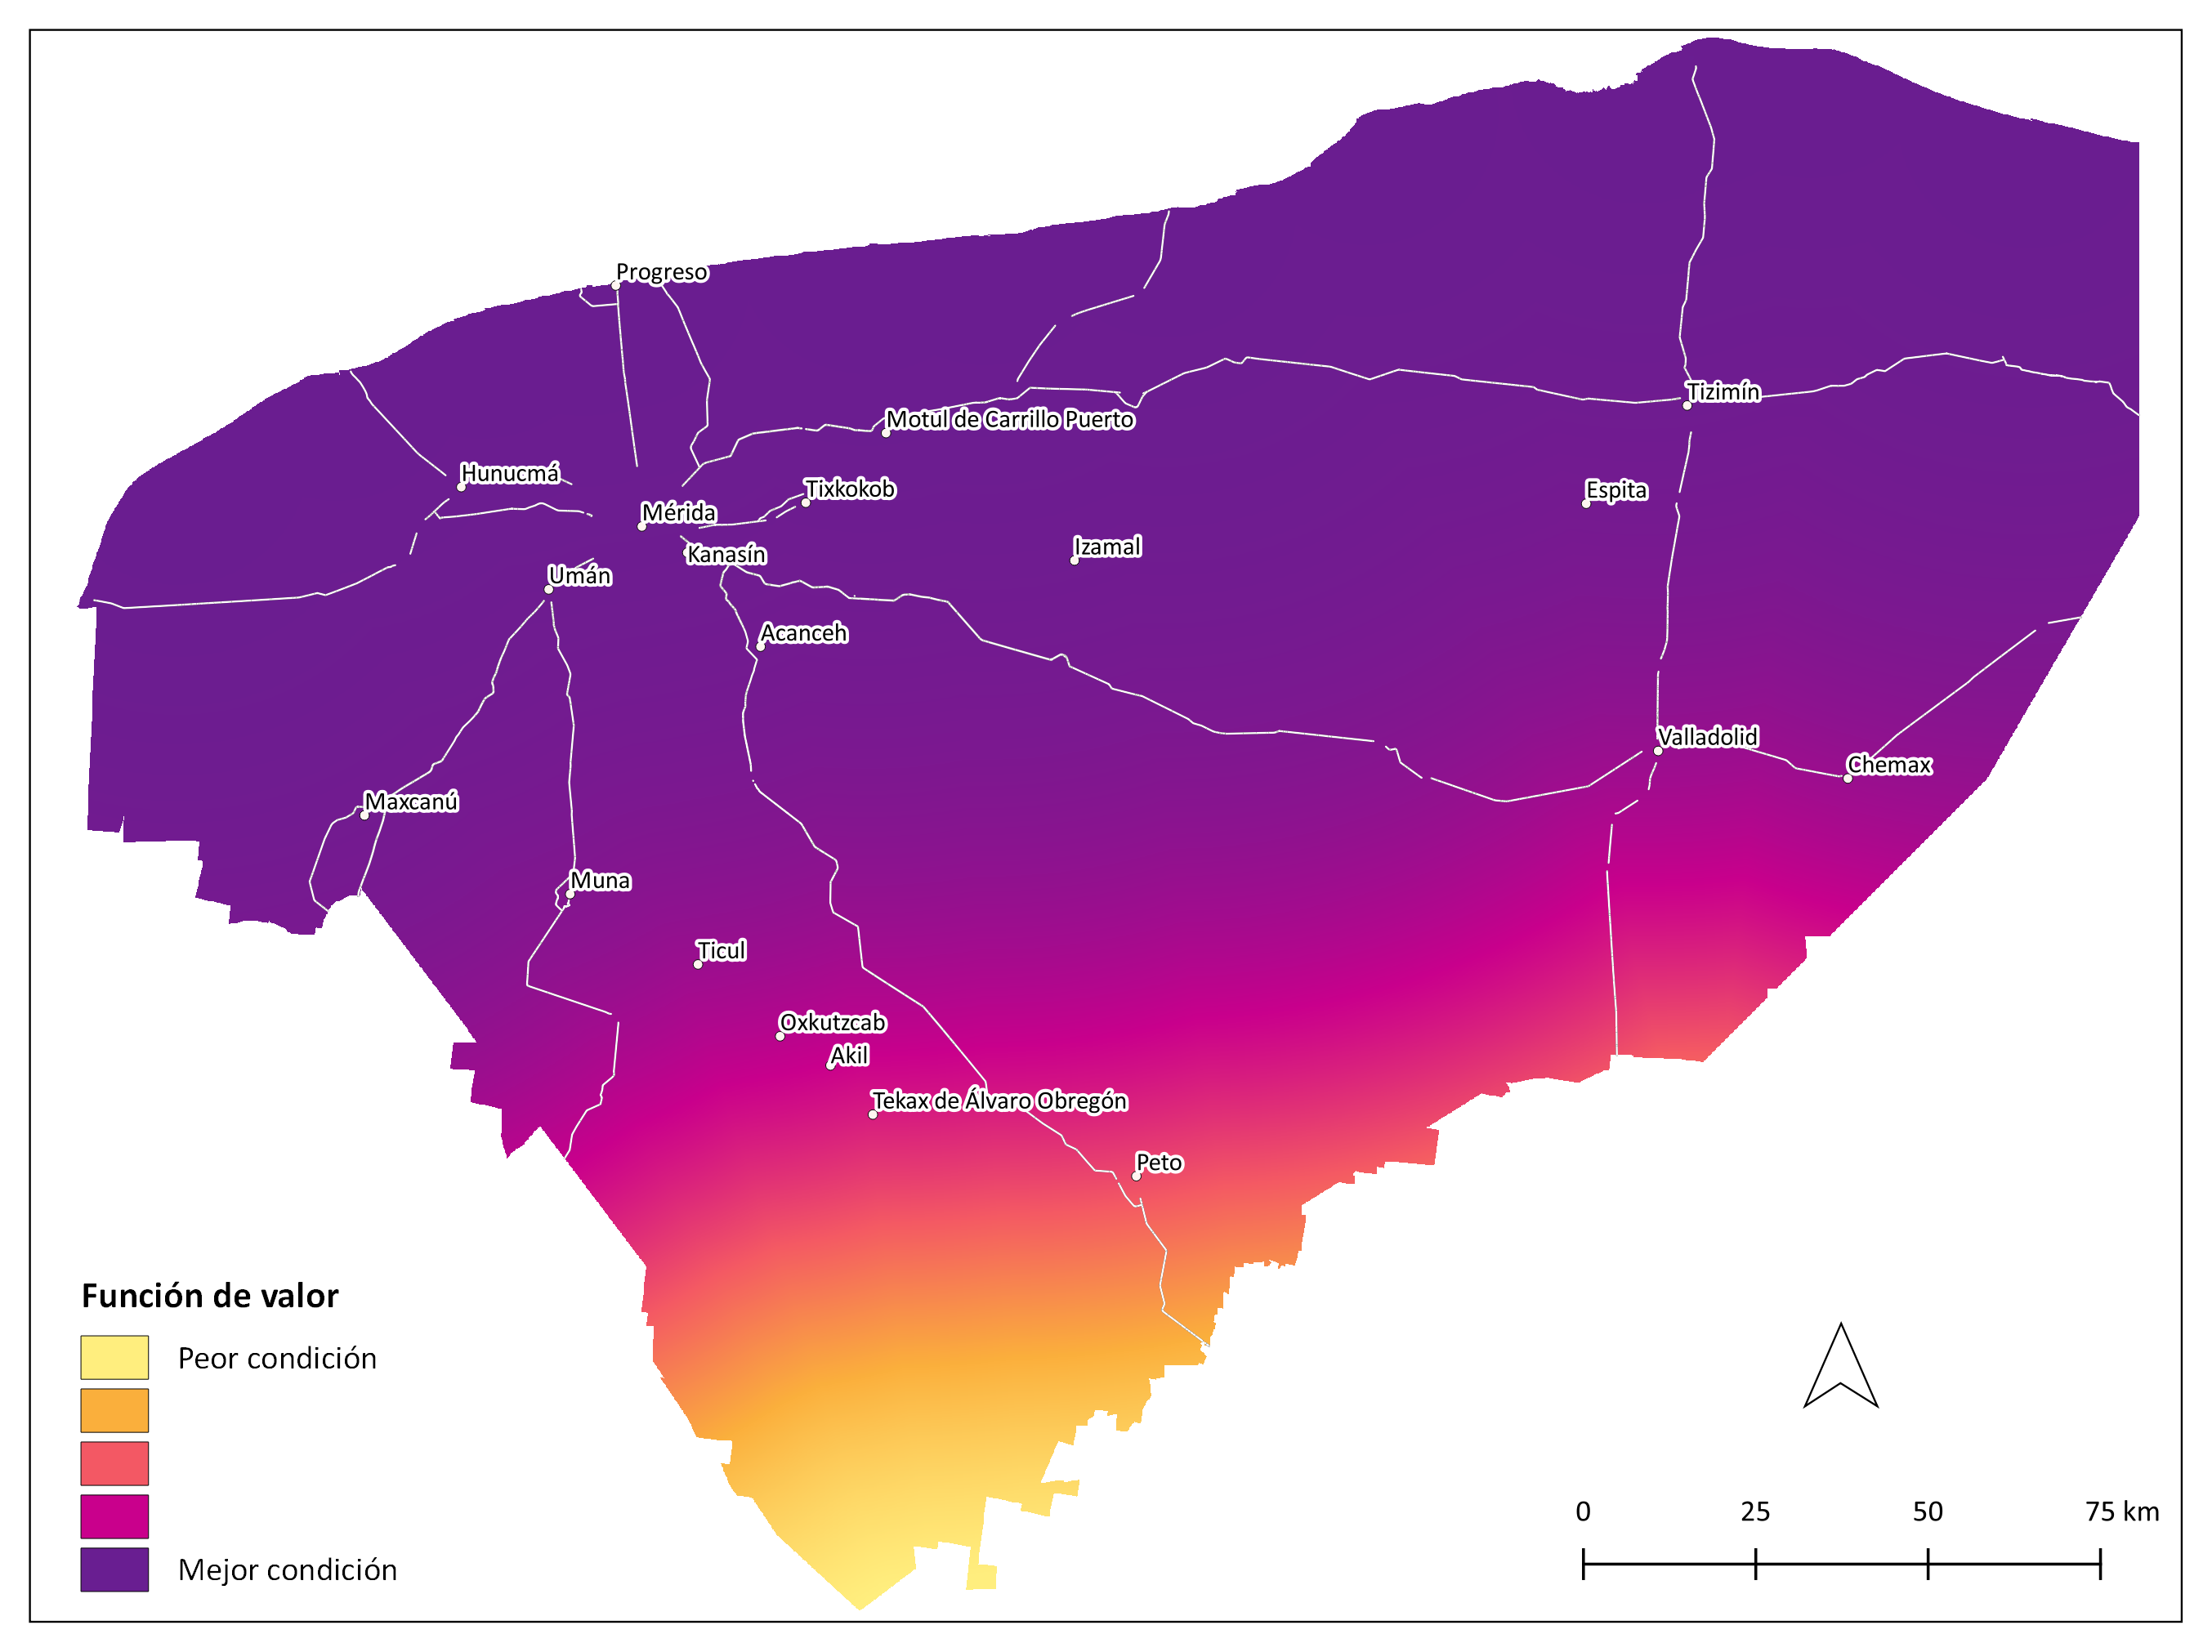 Progreso
Tizimín
Motul de Carrillo Puerto
Hunucmá
Tixkokob
Espita
Mérida
Izamal
Kanasín
Umán
Acanceh
Valladolid
Chemax
Maxcanú
Muna
Ticul
Oxkutzcab
Akil
Tekax de Álvaro Obregón
Peto
Función de valor
Peor condición
Mejor condición
0 25 50 75 km